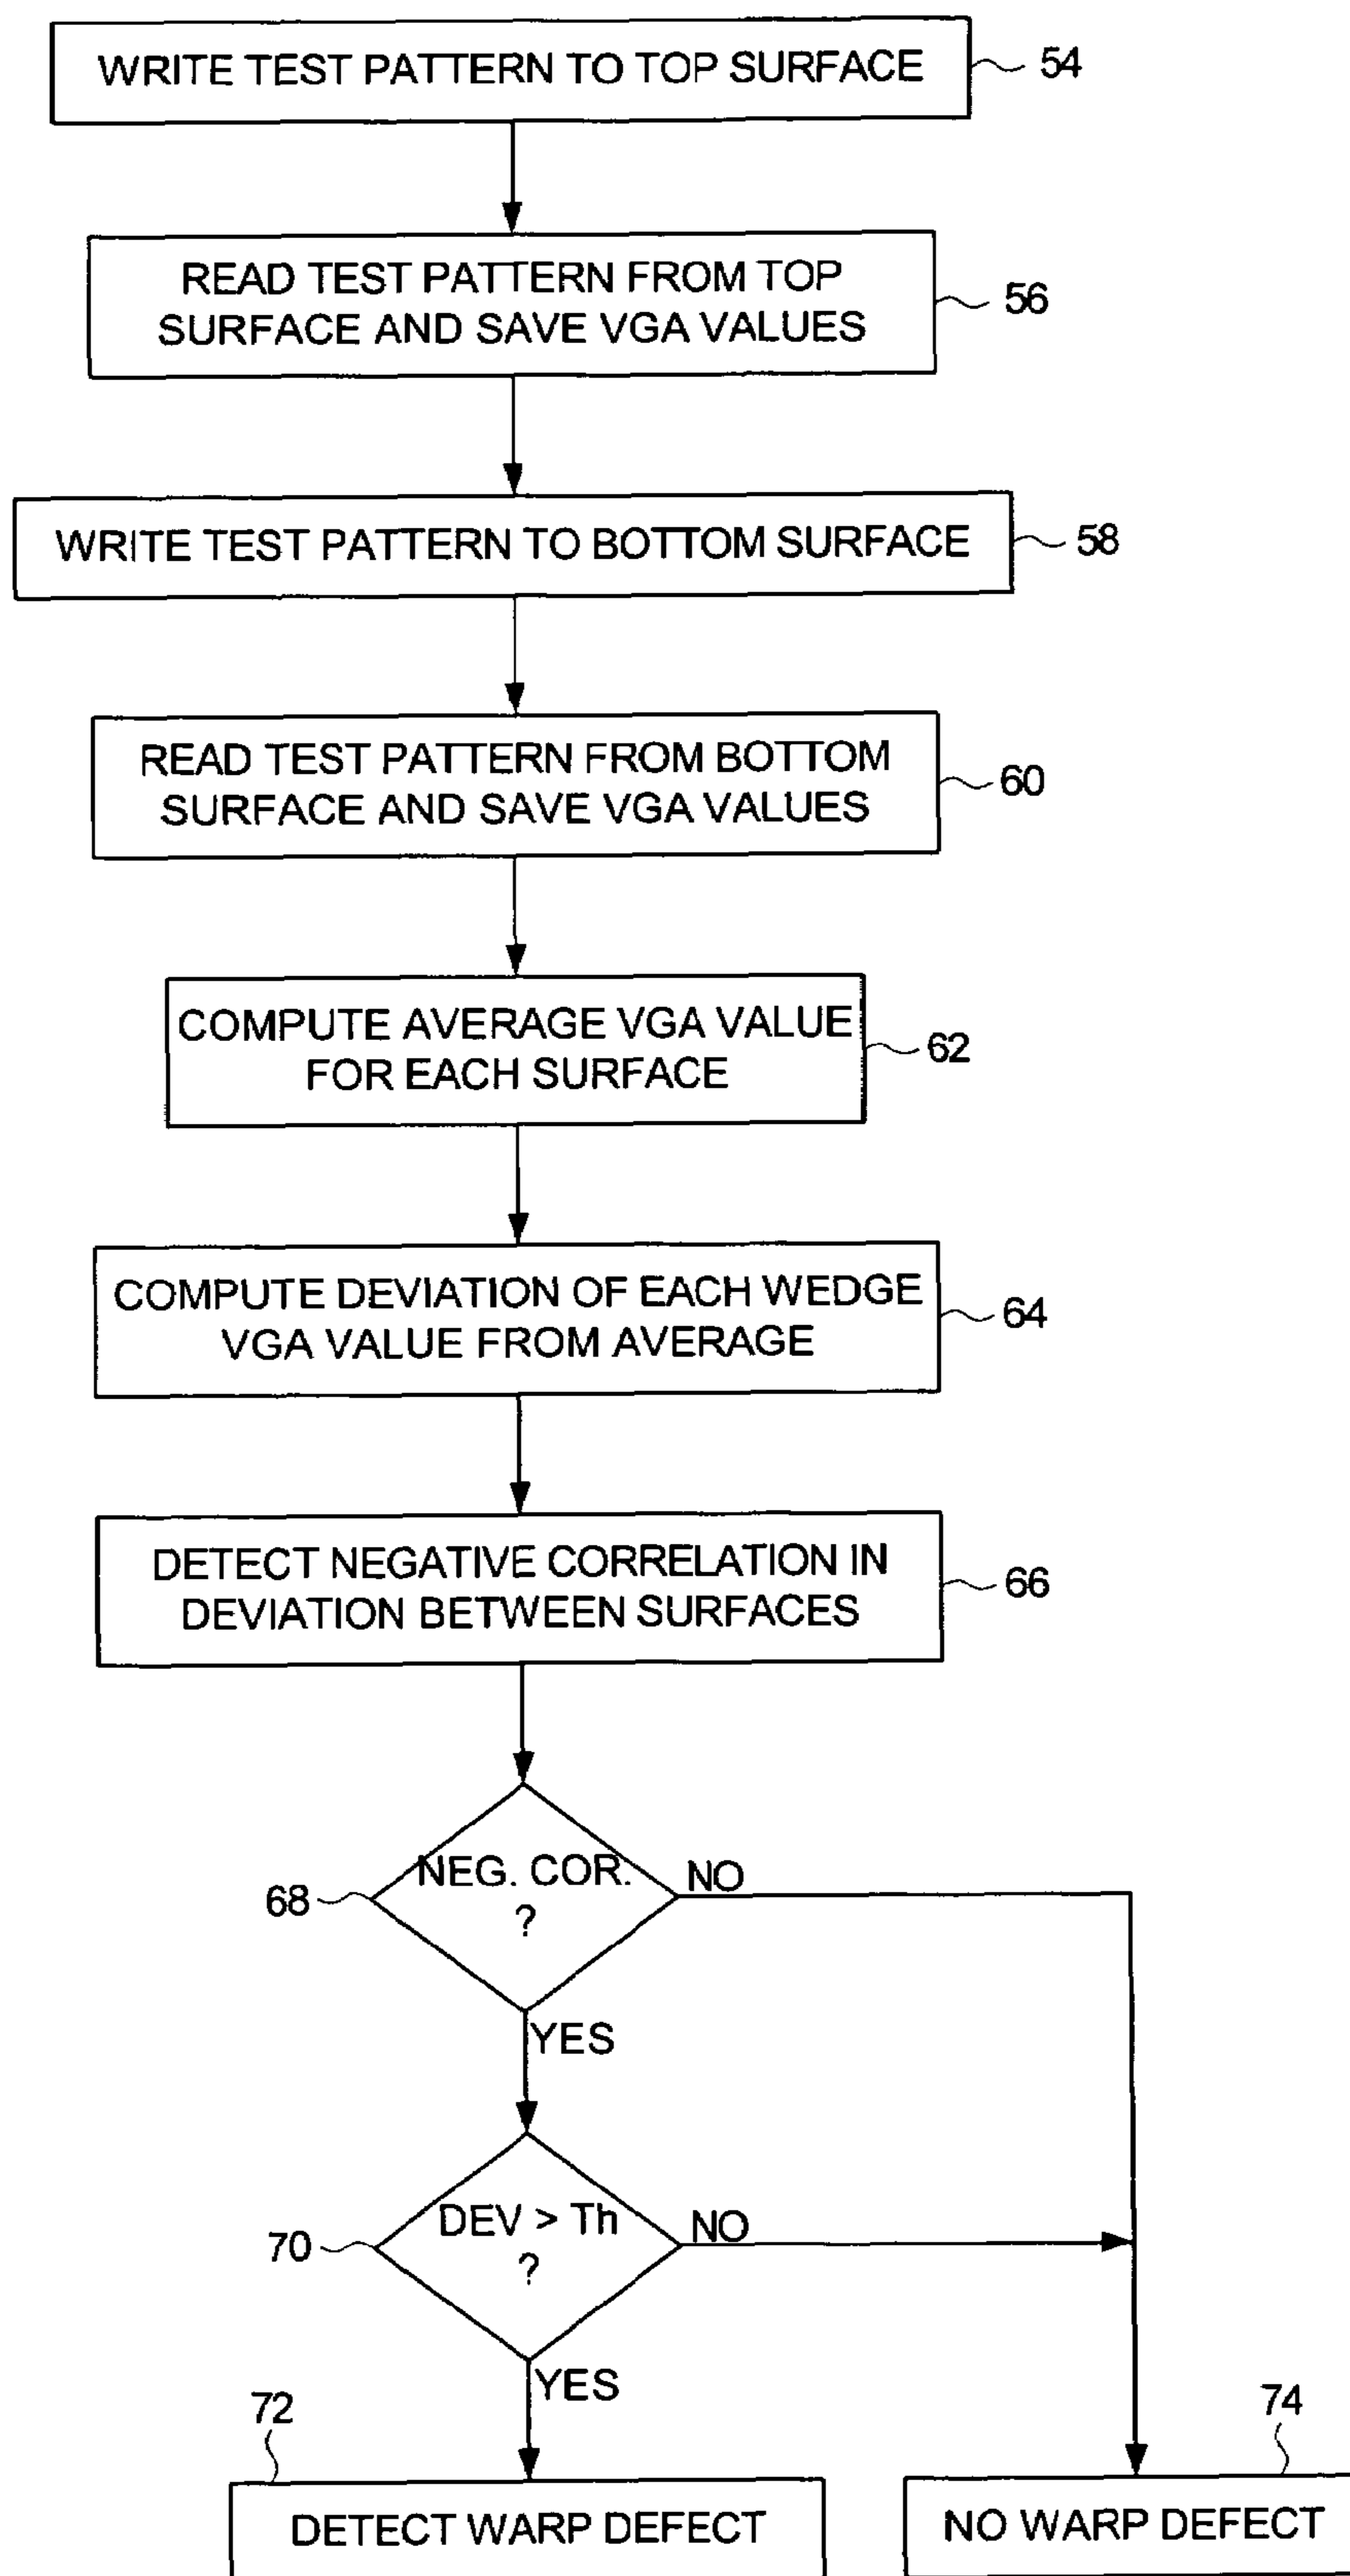 WRITE TEST PATTERN TO TOP SURFACE
54
READ TEST PATTERN FROM TOP
SURFACE AND SAVE VGA VALUES
56
WRITE TEST PATTERN TO BOTTOM SURFACE
58
READ TEST PATTERN FROM BOTTOM
SURFACE AND SAVE VGA VALUES
60
COMPUTE AVERAGE VGA VALUE
FOR EACH SURFACE
62
COMPUTE DEVIATION OF EACH WEDGE
VGA VALUE FROM AVERAGE
64
DETECT NEGATIVE CORRELATION IN
DEVIATION BETWEEN SURFACES
66
NEG. COR.
?
68
NO
YES
DEV > Th
?
70
NO
YES
72
DETECT WARP DEFECT
74
NO WARP DEFECT